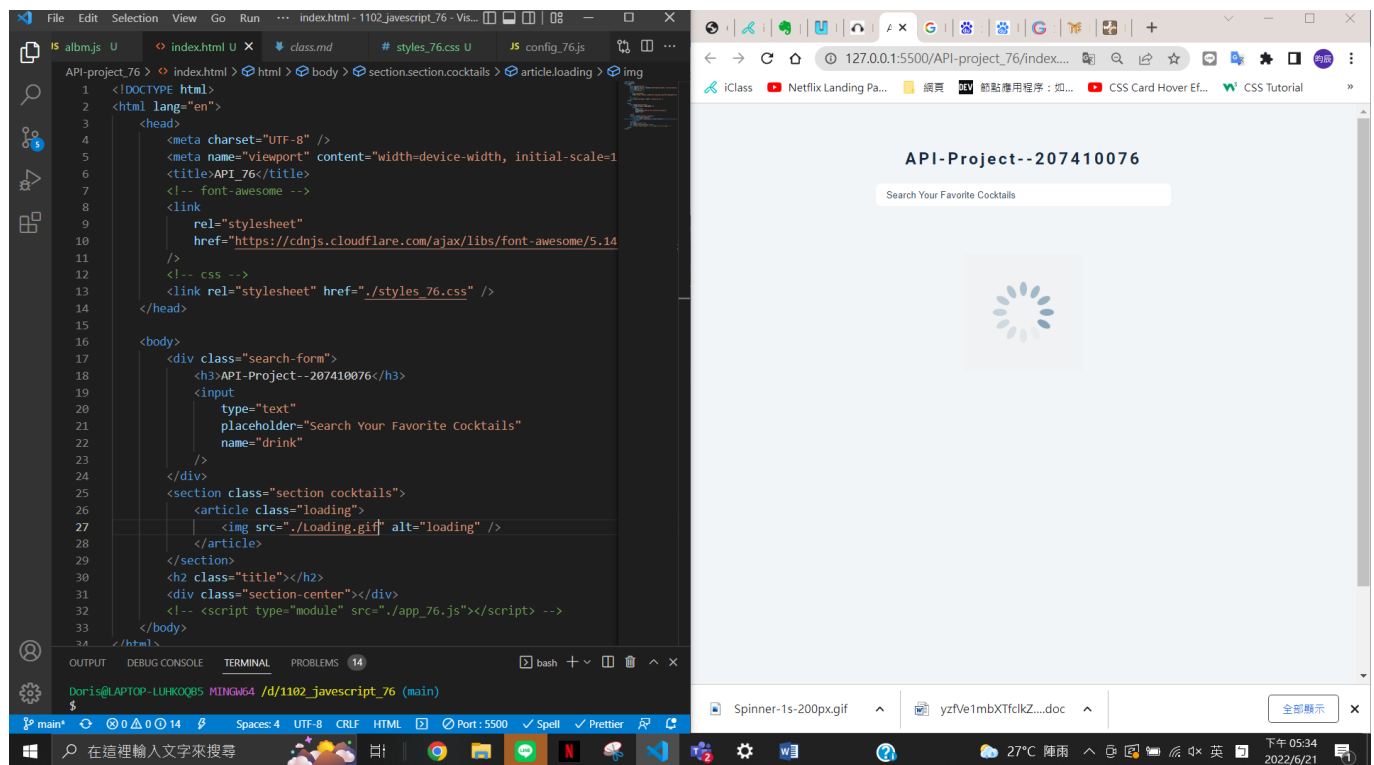 File Edit Selection View Go Run ··· index.html - 1102_javescript_76 - Vis...
JS albm.js U <> index.html U class.md # styles_76.css U JS config_76.js
API-project_76 > <> index.html > html > body > section.section.cocktails > article.loading > img
1 <!DOCTYPE html>
2 <html lang="en">
3 <head>
4 <meta charset="UTF-8" />
5 <meta name="viewport" content="width=device-width, initial-scale=1
6 <title>API_76</title>
7 <!-- font-awesome -->
8 <link
9 rel="stylesheet"
10 href="https://cdnjs.cloudflare.com/ajax/libs/font-awesome/5.14
11 />
12 <!-- css -->
13 <link rel="stylesheet" href="./styles_76.css" />
14 </head>
15
16 <body>
17 <div class="search-form">
18 <h3>API-Project--207410076</h3>
19 <input
20 type="text"
21 placeholder="Search Your Favorite Cocktails"
22 name="drink"
23 />
24 </div>
25 <section class="section cocktails">
26 <article class="loading">
27 <img src="./Loading.gif" alt="loading" />
28 </article>
29 </section>
30 <h2 class="title"></h2>
31 <div class="section-center"></div>
32 <!-- <script type="module" src="./app_76.js"></script> -->
33 </body>
34 </html>
OUTPUT DEBUG CONSOLE TERMINAL PROBLEMS 14 bash
Doris@LAPTOP-LUHKOQB5 MINGW64 /d/1102_javescript_76 (main)
$
main* 0 0 14 Spaces: 4 UTF-8 CRLF HTML Port : 5500 Spell Prettier
127.0.0.1:5500/API-project_76/index....
iClass Netflix Landing Pa... 網頁 DEV 節點應用程序：如... CSS Card Hover Ef... CSS Tutorial »
API-Project--207410076
Search Your Favorite Cocktails
Spinner-1s-200px.gif yzfVe1mbXTfclkZ....doc 全部顯示
在這裡輸入文字來搜尋 27°C 陣雨 英 下午 05:34
2022/6/21